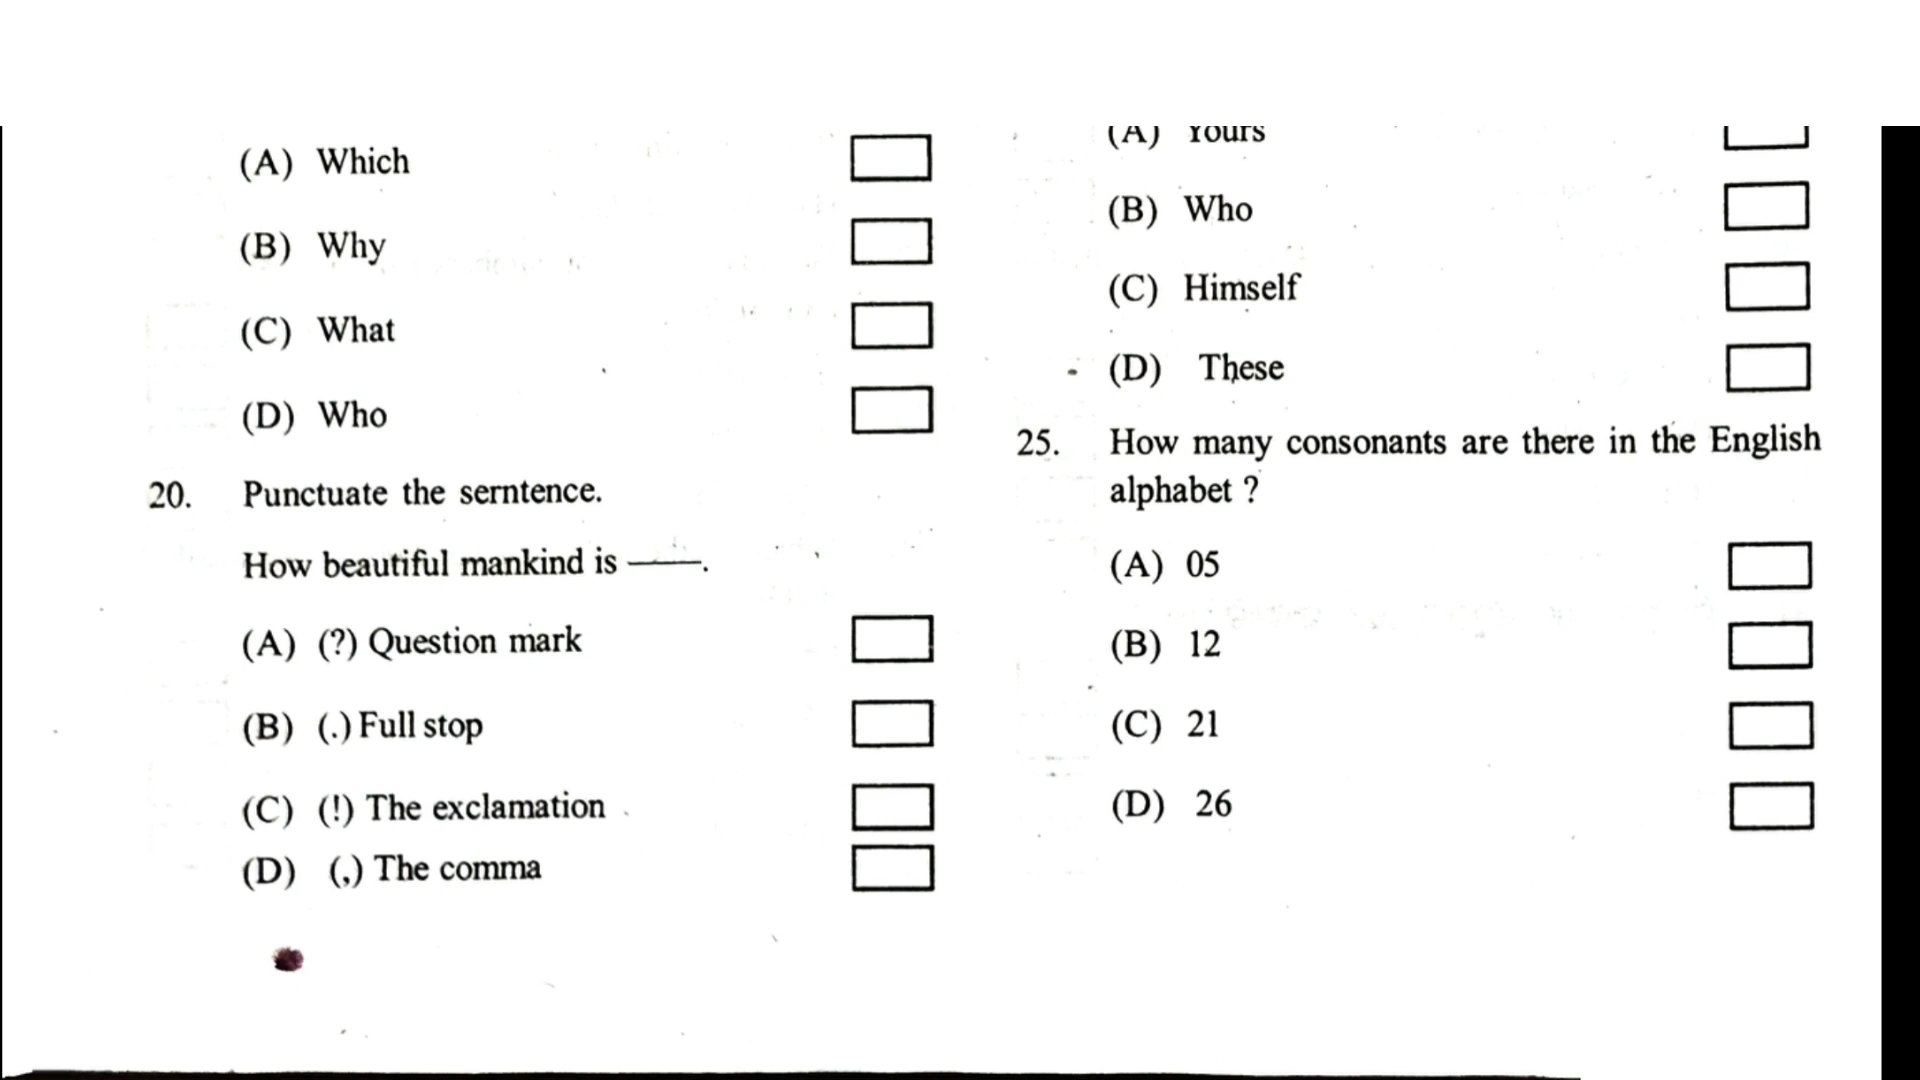 (A) Which
(B) Why
(C) What
(D) Who
20. Punctuate the serntence.
How beautiful mankind is ——.
(A) (?) Question mark
(B) (.) Full stop
(C) (!) The exclamation
(D) (,) The comma
(A) Yours
(B) Who
(C) Himself
(D) These
25. How many consonants are there in the English
alphabet ?
(A) 05
(B) 12
(C) 21
(D) 26